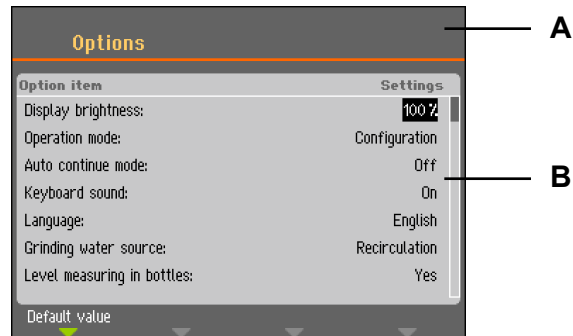 Options
A
Option item Settings
Display brightness: 100 %
Operation mode: Configuration
Auto continue mode: Off
B
Keyboard sound: On
Language: English
Grinding water source: Recirculation
Level measuring in bottles: Yes
Default value